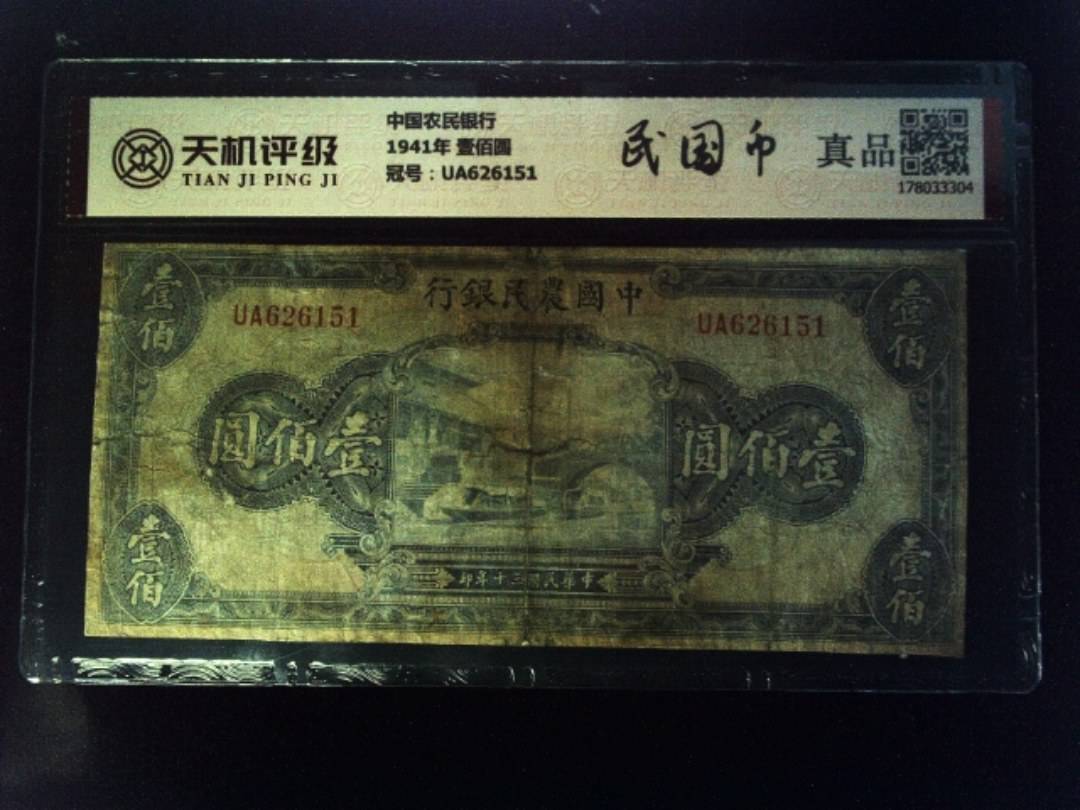 天机评级
TIAN JI PING JI
中国农民银行
1941年 壹佰圆
冠号：UA626151
民国币
真品
178033304
行銀民農國中
壹佰
UA626151
UA626151
壹佰
圓佰壹
圓佰壹
壹佰
印年十三國民華中
壹佰